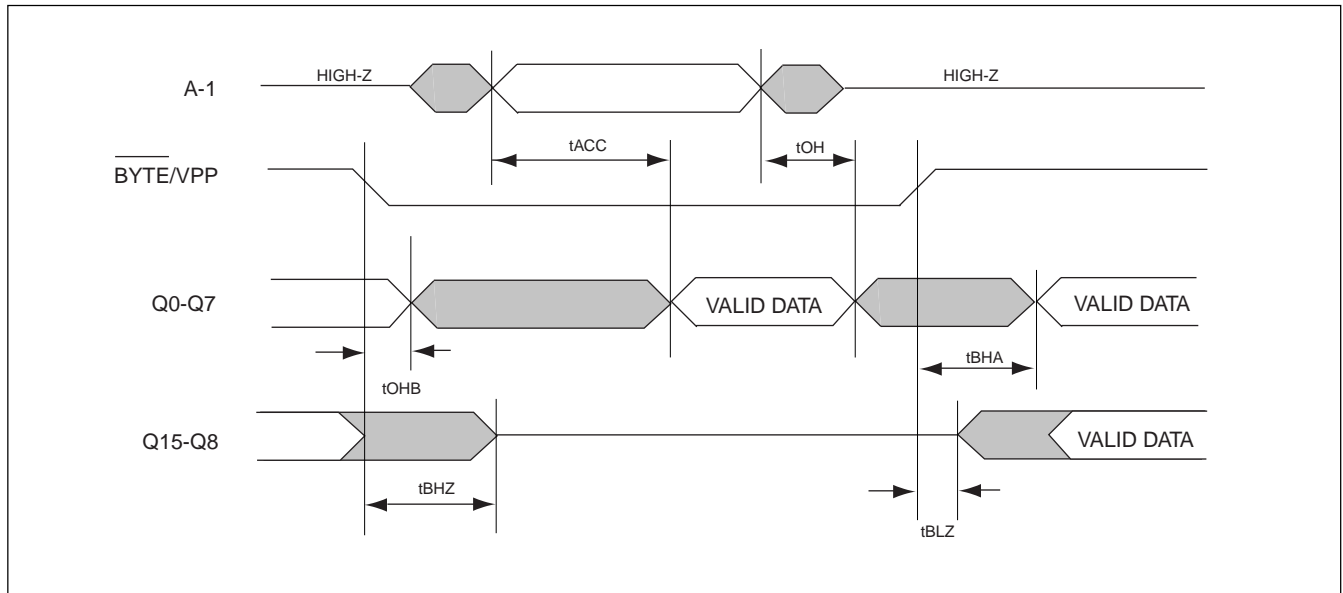 A-1
HIGH-Z
HIGH-Z
tACC
tOH
BYTE/VPP
Q0-Q7
VALID DATA
VALID DATA
tBHA
tOHB
Q15-Q8
VALID DATA
tBHZ
tBLZ